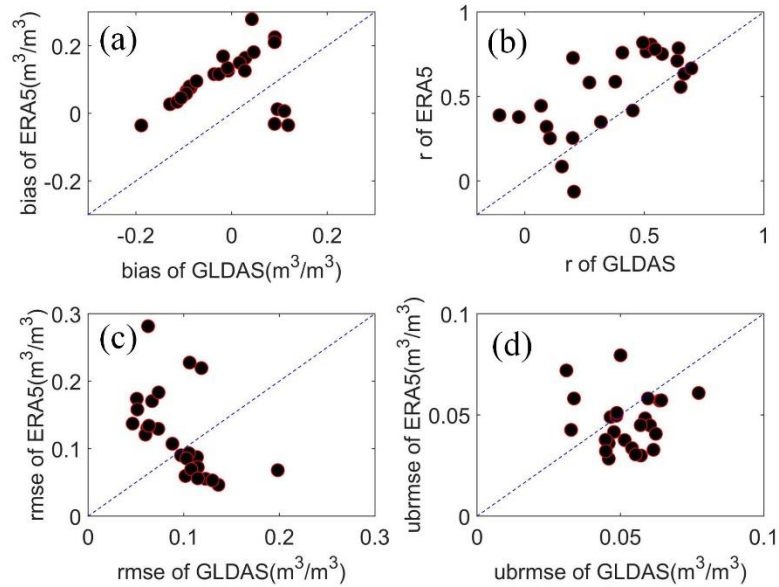 (a)
0.2
0
-0.2
bias of ERA5(m³/m³)
-0.2 0 0.2
bias of GLDAS(m³/m³)
(b)
1
0.5
0
r of ERA5
0 0.5 1
r of GLDAS
(c)
0.3
0.2
0.1
0
rmse of ERA5(m³/m³)
0 0.1 0.2 0.3
rmse of GLDAS(m³/m³)
(d)
0.1
0.05
0
ubrmse of ERA5(m³/m³)
0 0.05 0.1
ubrmse of GLDAS(m³/m³)